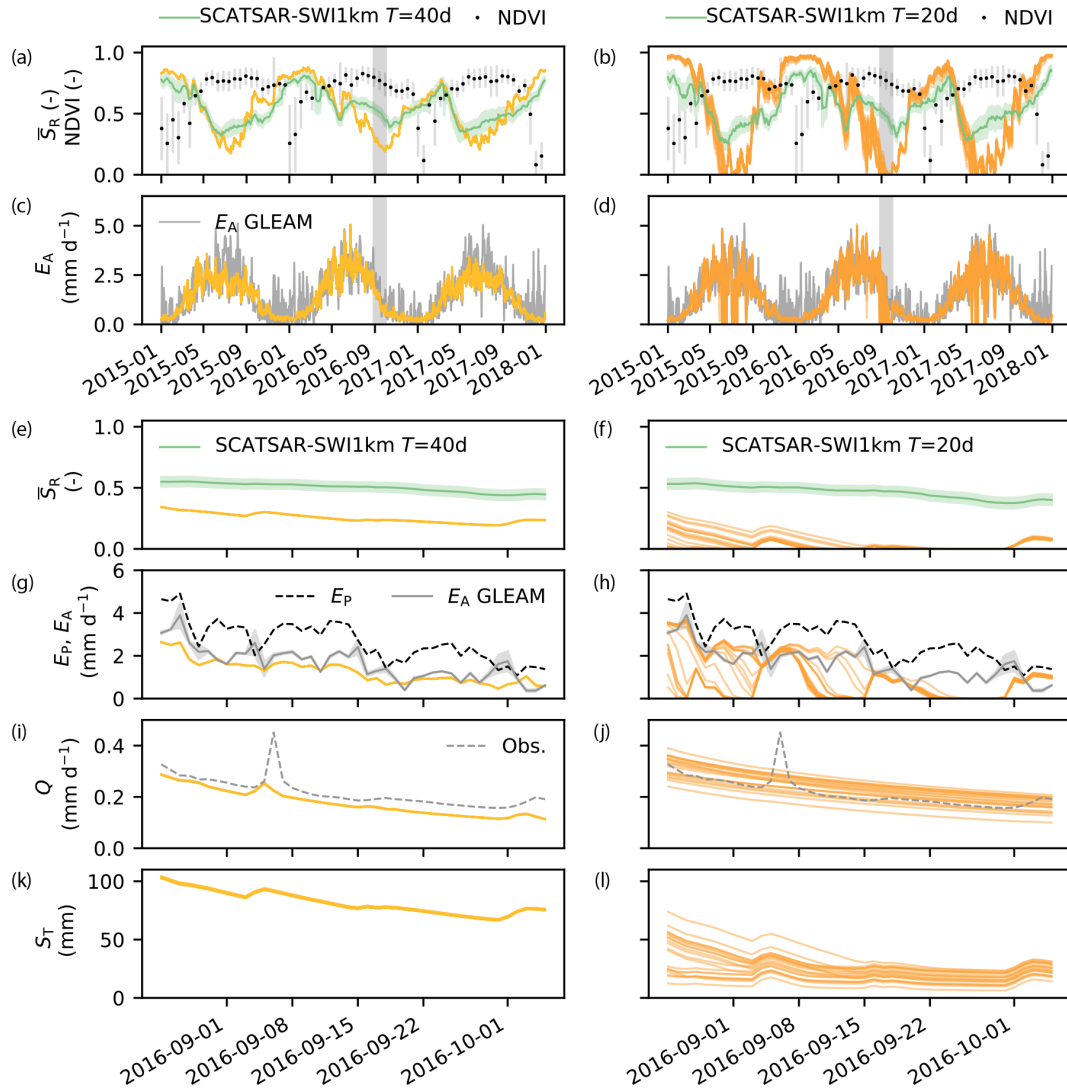 SCATSAR-SWI1km T=40d NDVI
SCATSAR-SWI1km T=20d NDVI
(a)
S̅R (-)
NDVI (-)
1.0
0.5
0.0
(b)
(c)
EA
(mm d⁻¹)
5.0
2.5
0.0
EA GLEAM
(d)
2015-01
2015-05
2015-09
2016-01
2016-05
2016-09
2017-01
2017-05
2017-09
2018-01
2015-01
2015-05
2015-09
2016-01
2016-05
2016-09
2017-01
2017-05
2017-09
2018-01
(e)
S̅R
(-)
1.0
0.5
0.0
SCATSAR-SWI1km T=40d
(f)
SCATSAR-SWI1km T=20d
(g)
EP, EA
(mm d⁻¹)
6
4
2
0
EP
EA GLEAM
(h)
(i)
Q
(mm d⁻¹)
0.4
0.2
0.0
Obs.
(j)
(k)
ST
(mm)
100
50
0
(l)
2016-09-01
2016-09-08
2016-09-15
2016-09-22
2016-10-01
2016-09-01
2016-09-08
2016-09-15
2016-09-22
2016-10-01